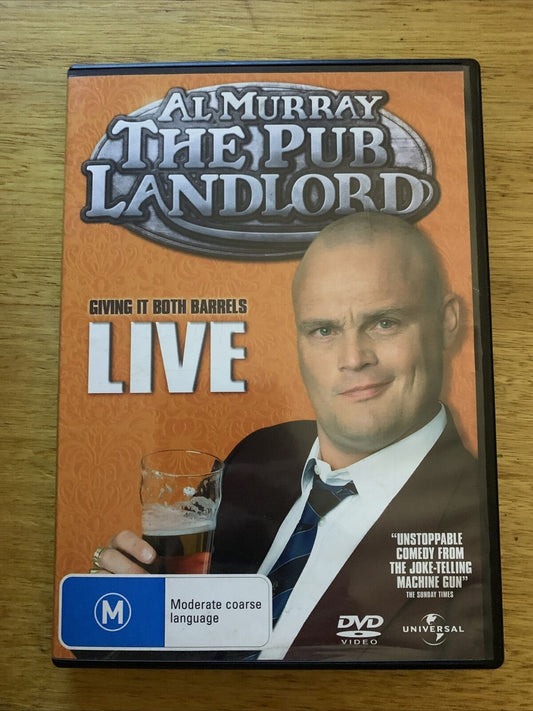 AL MURRAY
THE PUB
LANDLORD
GIVING IT BOTH BARRELS
LIVE
"UNSTOPPABLE
COMEDY FROM
THE JOKE-TELLING
MACHINE GUN"
THE SUNDAY TIMES
M
Moderate coarse
language
DVD
VIDEO
UNIVERSAL